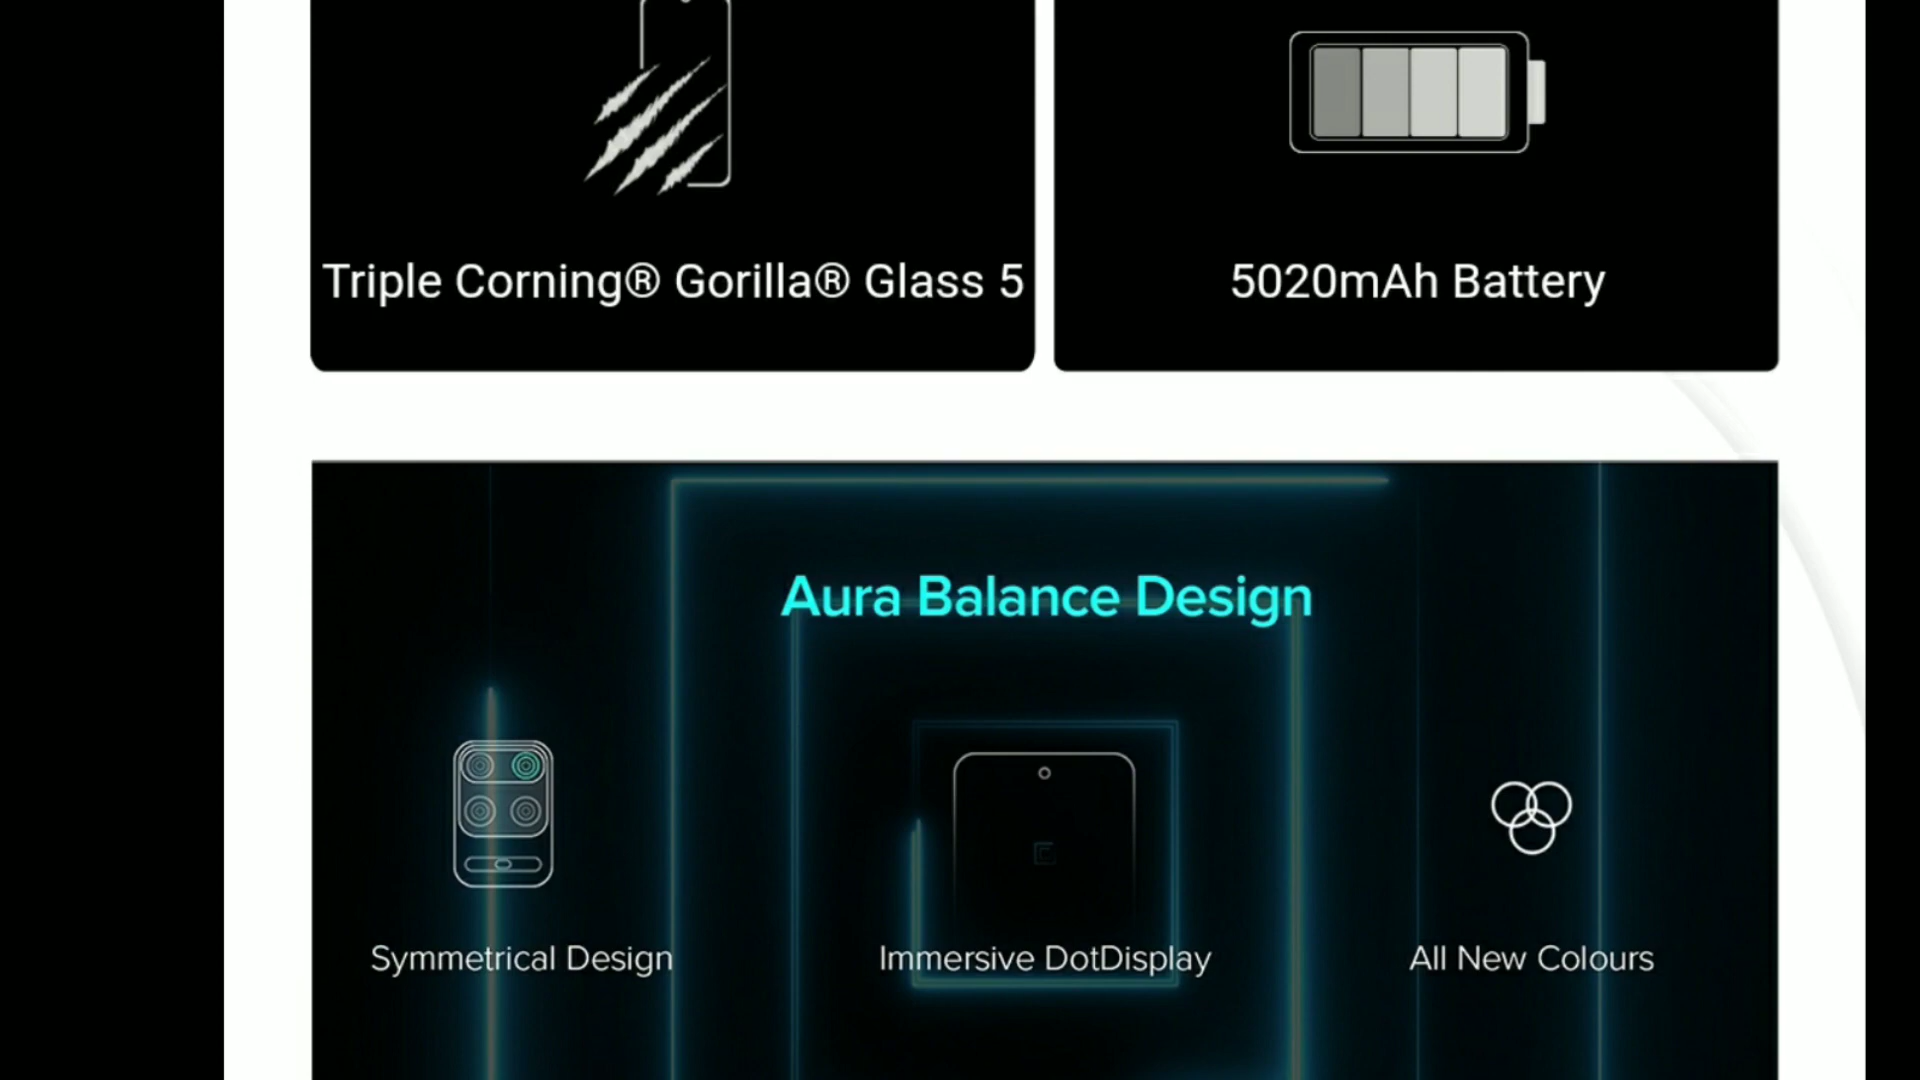 Triple Corning® Gorilla® Glass 5
5020mAh Battery
Aura Balance Design
Symmetrical Design
Immersive DotDisplay
All New Colours